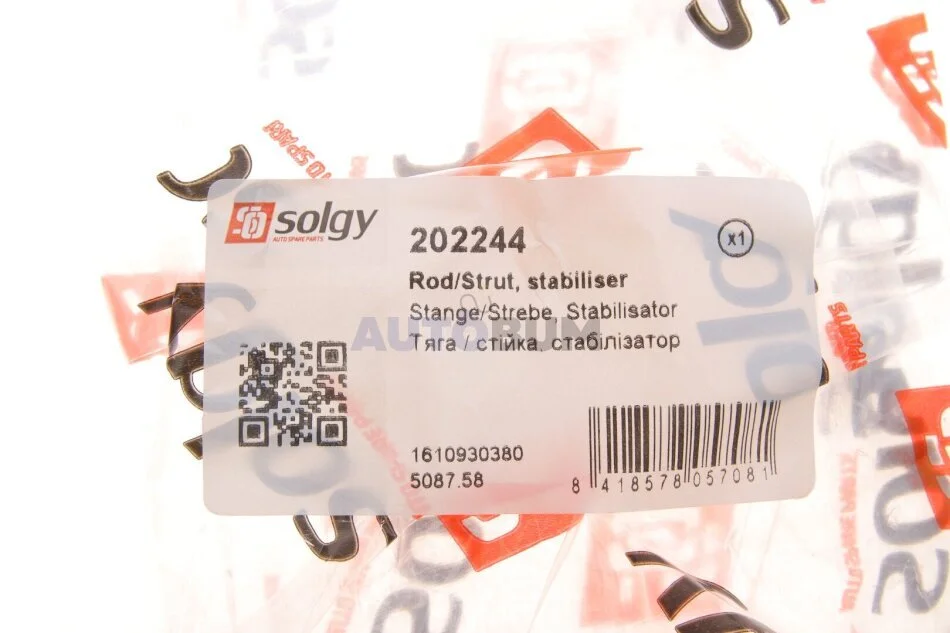 solgy
AUTO SPARE PARTS
202244
x1
Rod/Strut, stabiliser
Stange/Strebe, Stabilisator
AUTOBUM
Тяга / стійка, стабілізатор
1610930380
5087.58
8 418578 057081